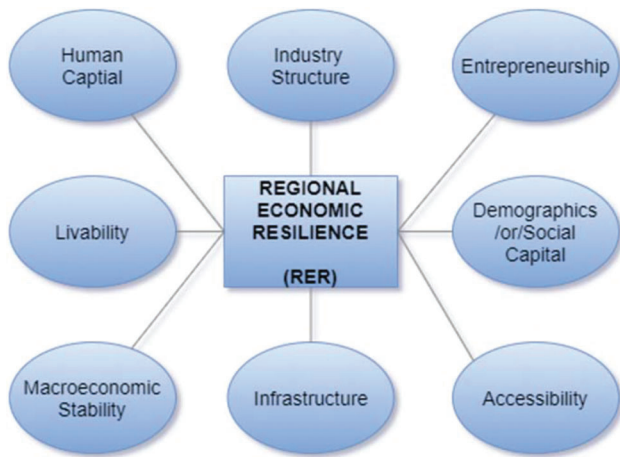 Human
Captial
Industry
Structure
Entrepreneurship
Livability
REGIONAL
ECONOMIC
RESILIENCE
(RER)
Demographics
/or/Social
Capital
Macroeconomic
Stability
Infrastructure
Accessibility